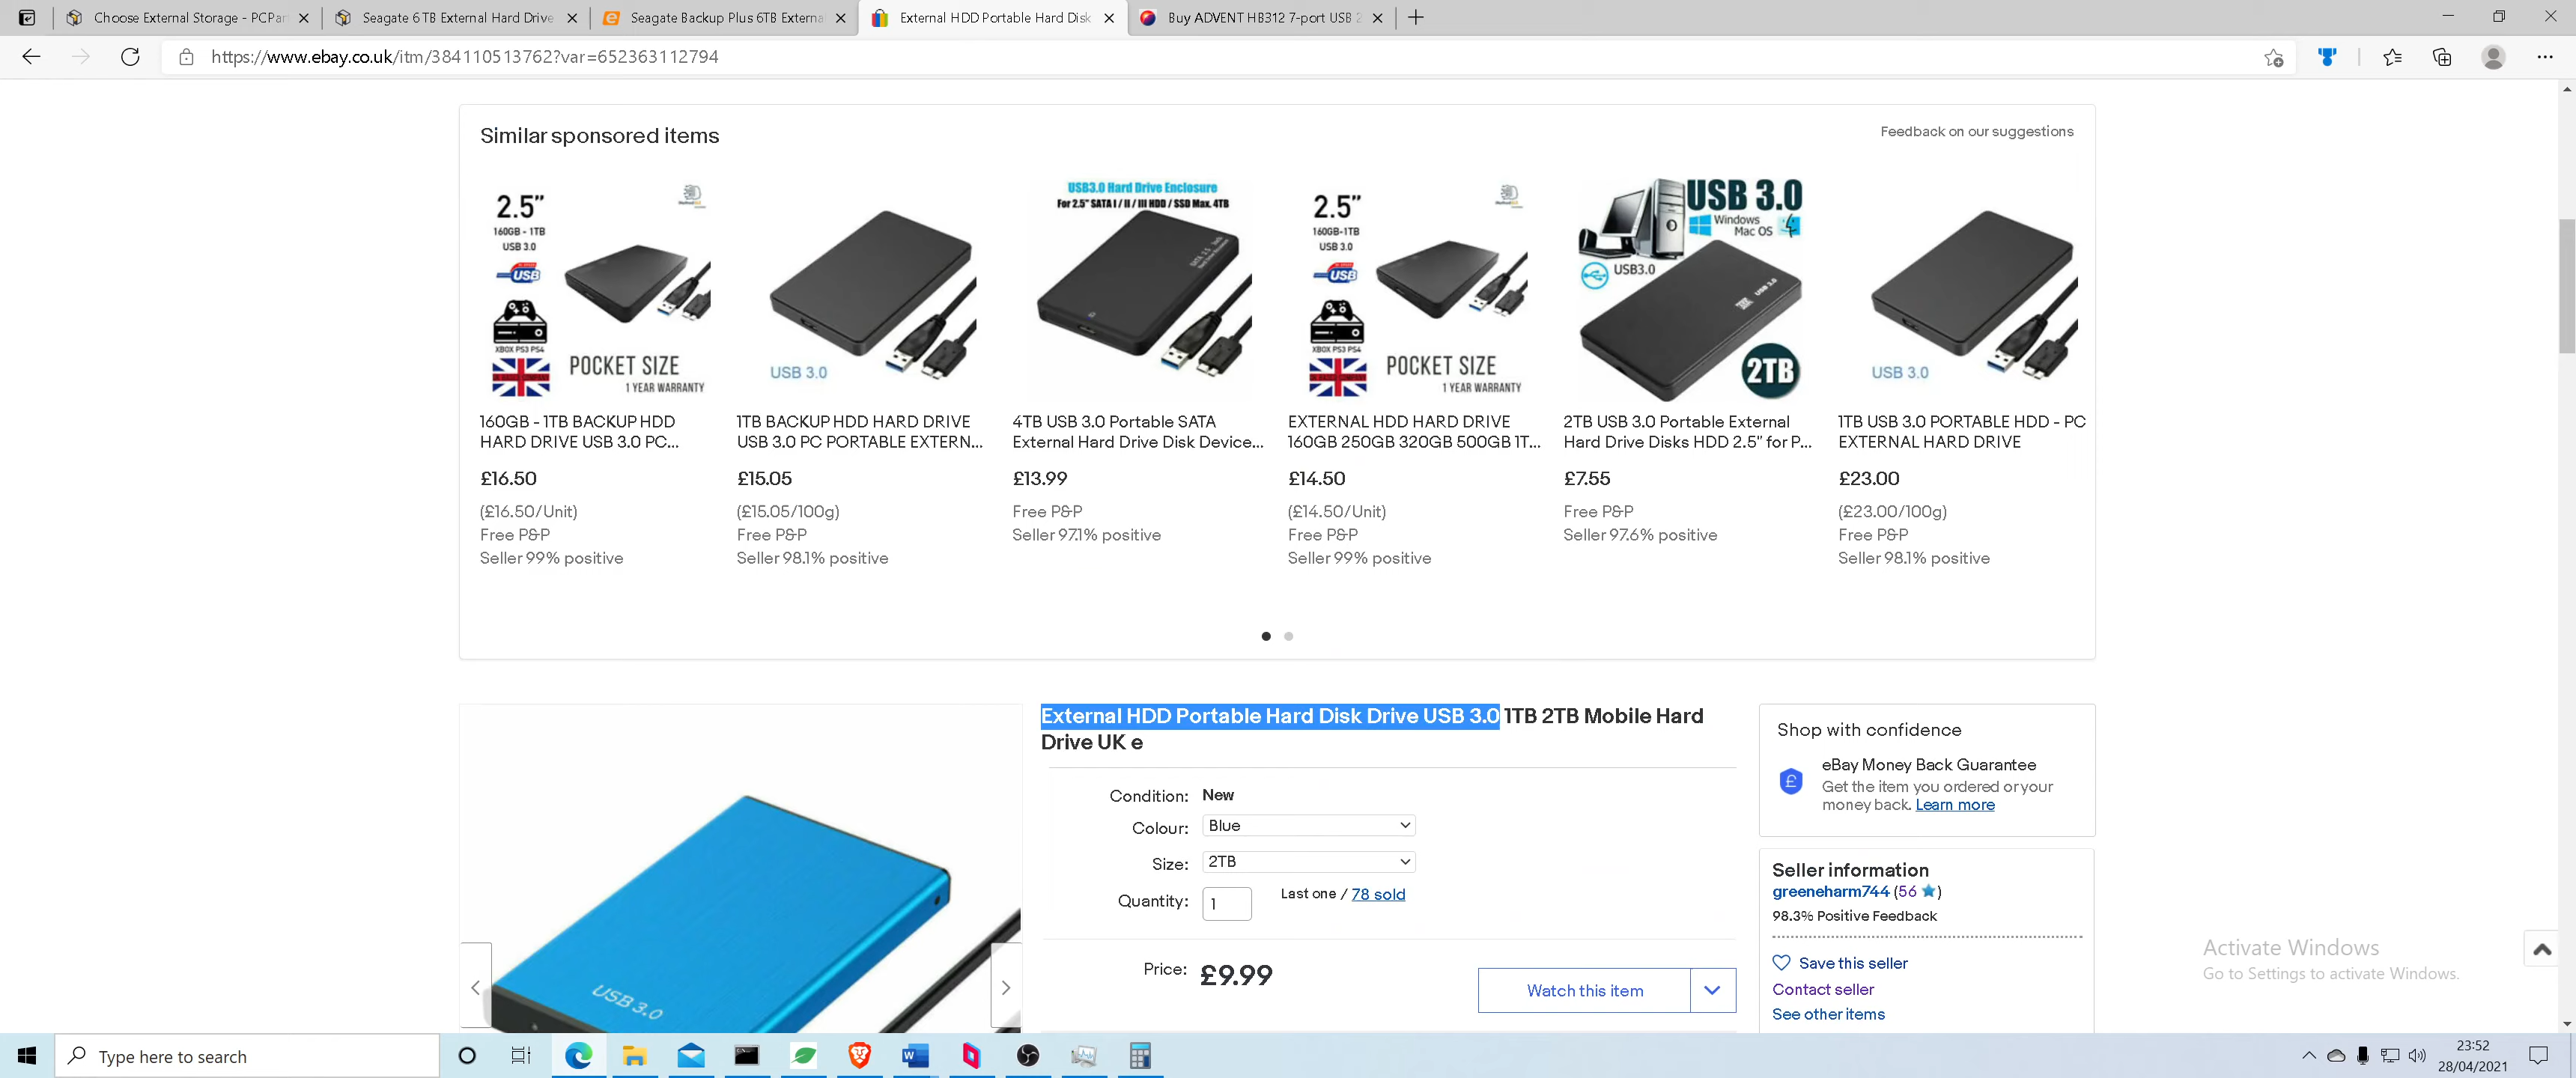 Choose External Storage - PCPar
Seagate 6 TB External Hard Drive
Seagate Backup Plus 6TB Externa
External HDD Portable Hard Disk
Buy ADVENT HB312 7-port USB 2
https://www.ebay.co.uk/itm/384110513762?var=652363112794
Similar sponsored items
Feedback on our suggestions
2.5"
160GB - 1TB
USB 3.0
USB
XBOX PS3 PS4
POCKET SIZE
1 YEAR WARRANTY
USB 3.0
USB3.0 Hard Drive Enclosure
For 2.5" SATA I / II / III HDD / SSD Max. 4TB
2.5"
160GB-1TB
USB 3.0
USB
XBOX PS3 PS4
POCKET SIZE
1 YEAR WARRANTY
USB 3.0
Windows
Mac OS
USB3.0
USB 3.0
2TB
USB 3.0
160GB - 1TB BACKUP HDD
HARD DRIVE USB 3.0 PC...
£16.50
(£16.50/Unit)
Free P&P
Seller 99% positive
1TB BACKUP HDD HARD DRIVE
USB 3.0 PC PORTABLE EXTERN...
£15.05
(£15.05/100g)
Free P&P
Seller 98.1% positive
4TB USB 3.0 Portable SATA
External Hard Drive Disk Device...
£13.99
Free P&P
Seller 97.1% positive
EXTERNAL HDD HARD DRIVE
160GB 250GB 320GB 500GB 1T...
£14.50
(£14.50/Unit)
Free P&P
Seller 99% positive
2TB USB 3.0 Portable External
Hard Drive Disks HDD 2.5" for P...
£7.55
Free P&P
Seller 97.6% positive
1TB USB 3.0 PORTABLE HDD - PC
EXTERNAL HARD DRIVE
£23.00
(£23.00/100g)
Free P&P
Seller 98.1% positive
USB3.0
External HDD Portable Hard Disk Drive USB 3.0 1TB 2TB Mobile Hard
Drive UK e
Condition: New
Colour: Blue
Size: 2TB
Quantity: 1 Last one / 78 sold
Price: £9.99
Watch this item
Shop with confidence
eBay Money Back Guarantee
Get the item you ordered or your
money back. Learn more
Seller information
greeneharm744 (56)
98.3% Positive Feedback
Save this seller
Contact seller
See other items
Activate Windows
Go to Settings to activate Windows.
Type here to search
23:52
28/04/2021